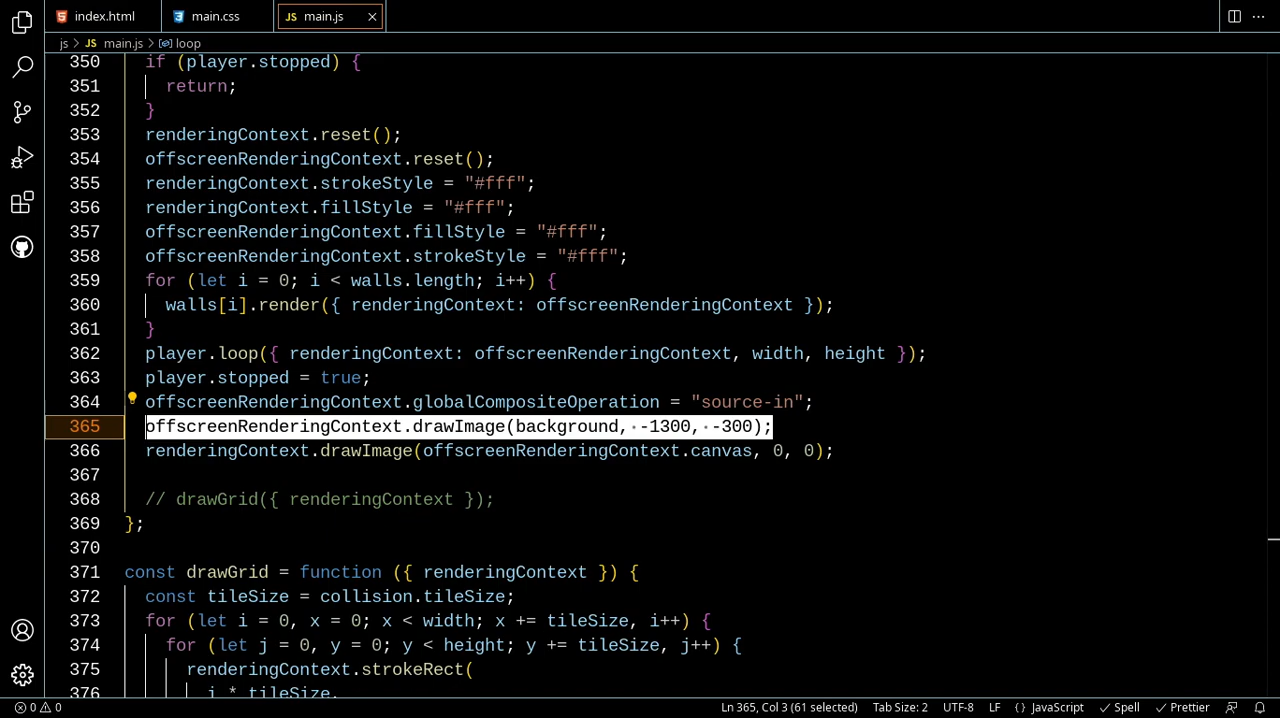 index.html
main.css
JS main.js
js > JS main.js > loop
350 if (player.stopped) {
351 return;
352 }
353 renderingContext.reset();
354 offscreenRenderingContext.reset();
355 renderingContext.strokeStyle = "#fff";
356 renderingContext.fillStyle = "#fff";
357 offscreenRenderingContext.fillStyle = "#fff";
358 offscreenRenderingContext.strokeStyle = "#fff";
359 for (let i = 0; i < walls.length; i++) {
360 walls[i].render({ renderingContext: offscreenRenderingContext });
361 }
362 player.loop({ renderingContext: offscreenRenderingContext, width, height });
363 player.stopped = true;
364 offscreenRenderingContext.globalCompositeOperation = "source-in";
365 offscreenRenderingContext.drawImage(background, -1300, -300);
366 renderingContext.drawImage(offscreenRenderingContext.canvas, 0, 0);
367
368 // drawGrid({ renderingContext });
369 };
370
371 const drawGrid = function ({ renderingContext }) {
372 const tileSize = collision.tileSize;
373 for (let i = 0, x = 0; x < width; x += tileSize, i++) {
374 for (let j = 0, y = 0; y < height; y += tileSize, j++) {
375 renderingContext.strokeRect(
376 i * tileSize,
0 0 Ln 365, Col 3 (61 selected) Tab Size: 2 UTF-8 LF {} JavaScript Spell Prettier